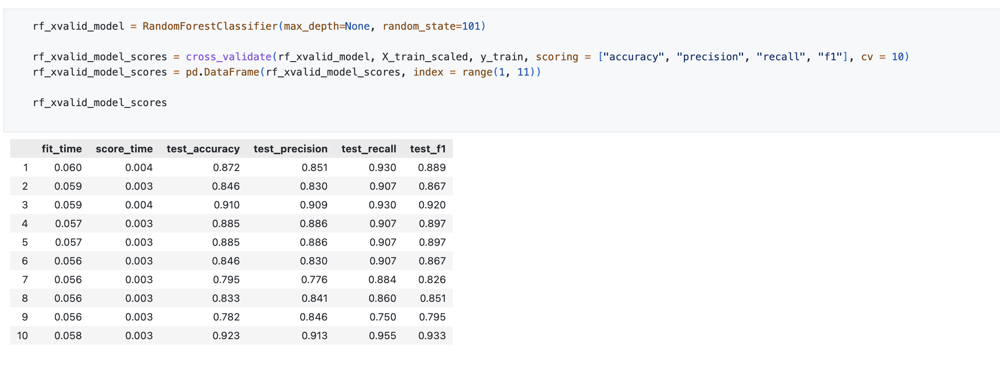 rf_xvalid_model = RandomForestClassifier(max_depth=None, random_state=101)
rf_xvalid_model_scores = cross_validate(rf_xvalid_model, X_train_scaled, y_train, scoring = ["accuracy", "precision", "recall", "f1"], cv = 10)
rf_xvalid_model_scores = pd.DataFrame(rf_xvalid_model_scores, index = range(1, 11))
rf_xvalid_model_scores
fit_time score_time test_accuracy test_precision test_recall test_f1
1 0.060 0.004 0.872 0.851 0.930 0.889
2 0.059 0.003 0.846 0.830 0.907 0.867
3 0.059 0.004 0.910 0.909 0.930 0.920
4 0.057 0.003 0.885 0.886 0.907 0.897
5 0.057 0.003 0.885 0.886 0.907 0.897
6 0.056 0.003 0.846 0.830 0.907 0.867
7 0.056 0.003 0.795 0.776 0.884 0.826
8 0.056 0.003 0.833 0.841 0.860 0.851
9 0.056 0.003 0.782 0.846 0.750 0.795
10 0.058 0.003 0.923 0.913 0.955 0.933